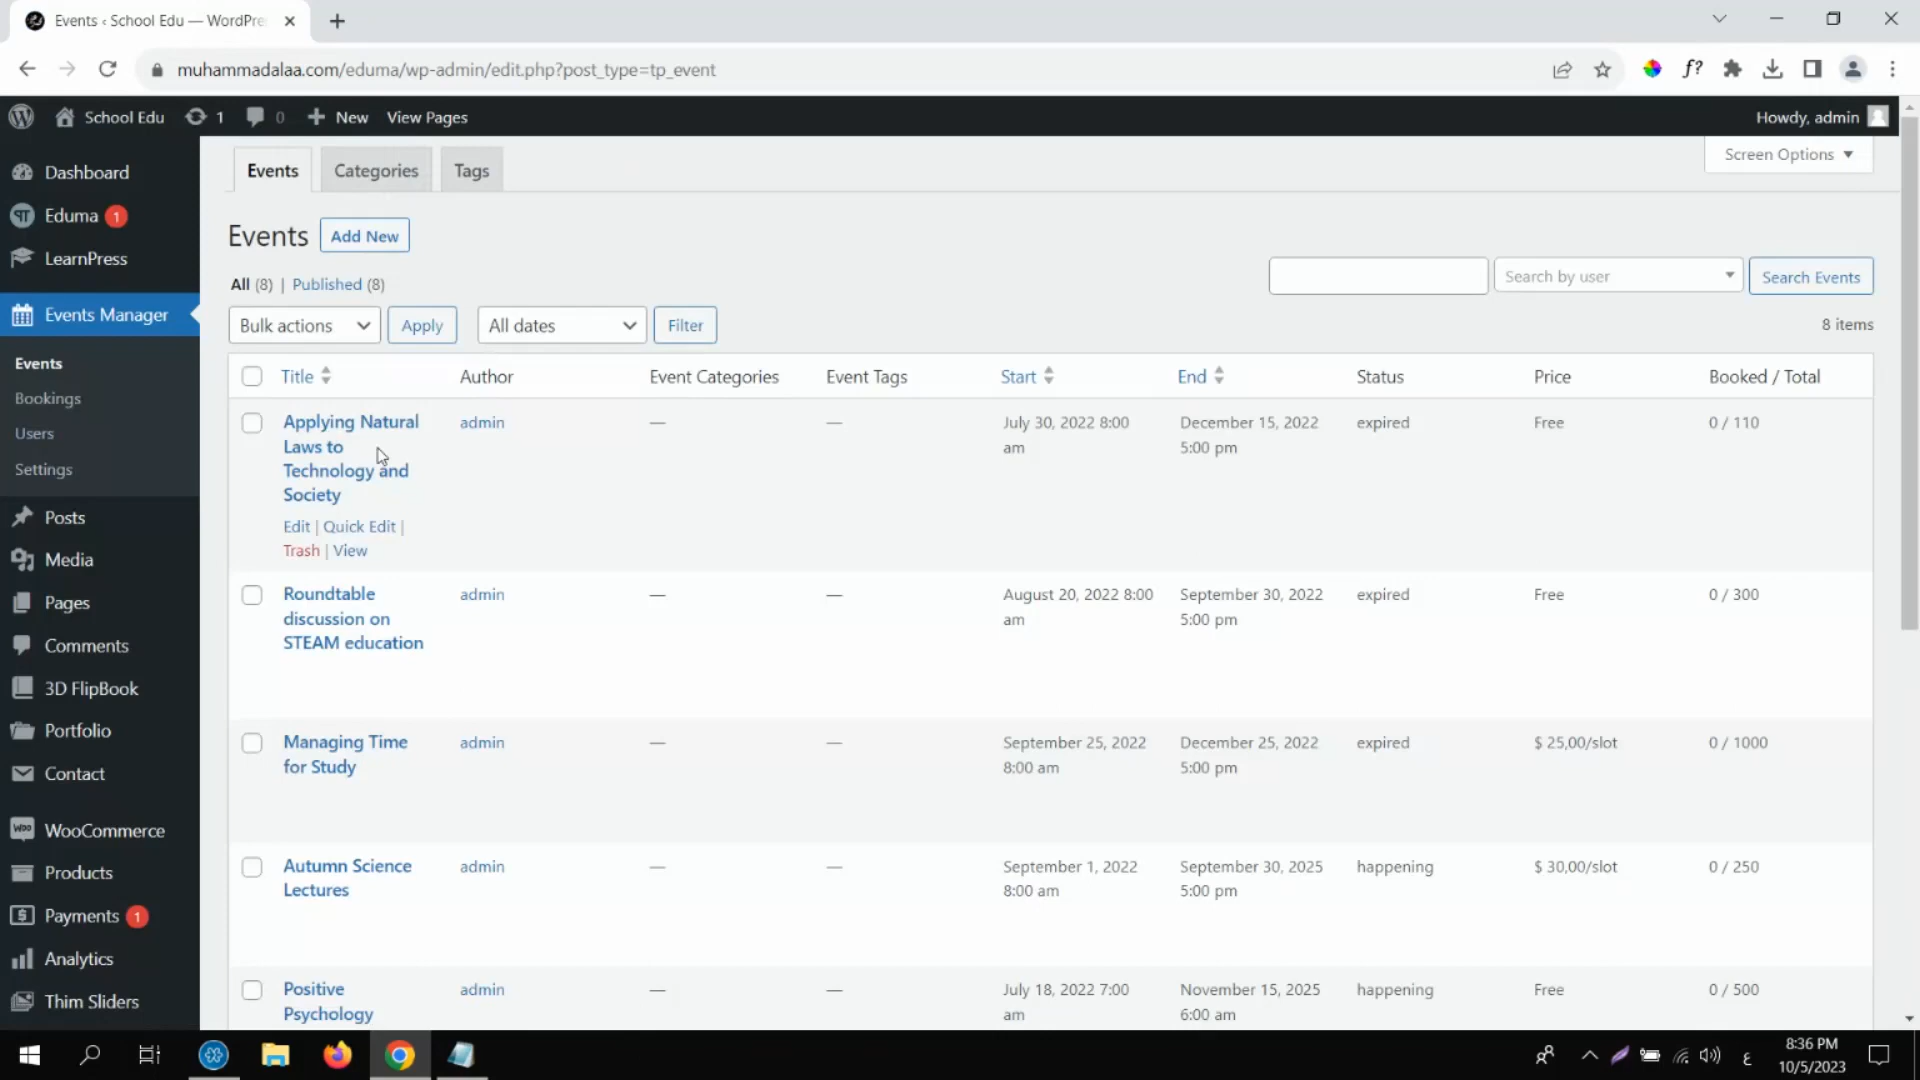 Events ‹ School Edu — WordPre
muhammadalaa.com/eduma/wp-admin/edit.php?post_type=tp_event
f?
School Edu 1 0 New View Pages
Howdy, admin
Dashboard
Eduma 1
LearnPress
Events Manager
Events
Bookings
Users
Settings
Posts
Media
Pages
Comments
3D FlipBook
Portfolio
Contact
WooCommerce
Products
Payments 1
Analytics
Thim Sliders
Events Categories Tags
Screen Options
Events Add New
All (8) | Published (8)
Search by user
Search Events
Bulk actions Apply All dates Filter
8 items
Title Author Event Categories Event Tags Start End Status Price Booked / Total
Applying Natural Laws to Technology and Society admin — — July 30, 2022 8:00 am December 15, 2022 5:00 pm expired Free 0 / 110
Edit | Quick Edit |
Trash | View
Roundtable discussion on STEAM education admin — — August 20, 2022 8:00 am September 30, 2022 5:00 pm expired Free 0 / 300
Managing Time for Study admin — — September 25, 2022 8:00 am December 25, 2022 5:00 pm expired $ 25,00/slot 0 / 1000
Autumn Science Lectures admin — — September 1, 2022 8:00 am September 30, 2025 5:00 pm happening $ 30,00/slot 0 / 250
Positive Psychology admin — — July 18, 2022 7:00 am November 15, 2025 6:00 am happening Free 0 / 500
ع
8:36 PM
10/5/2023